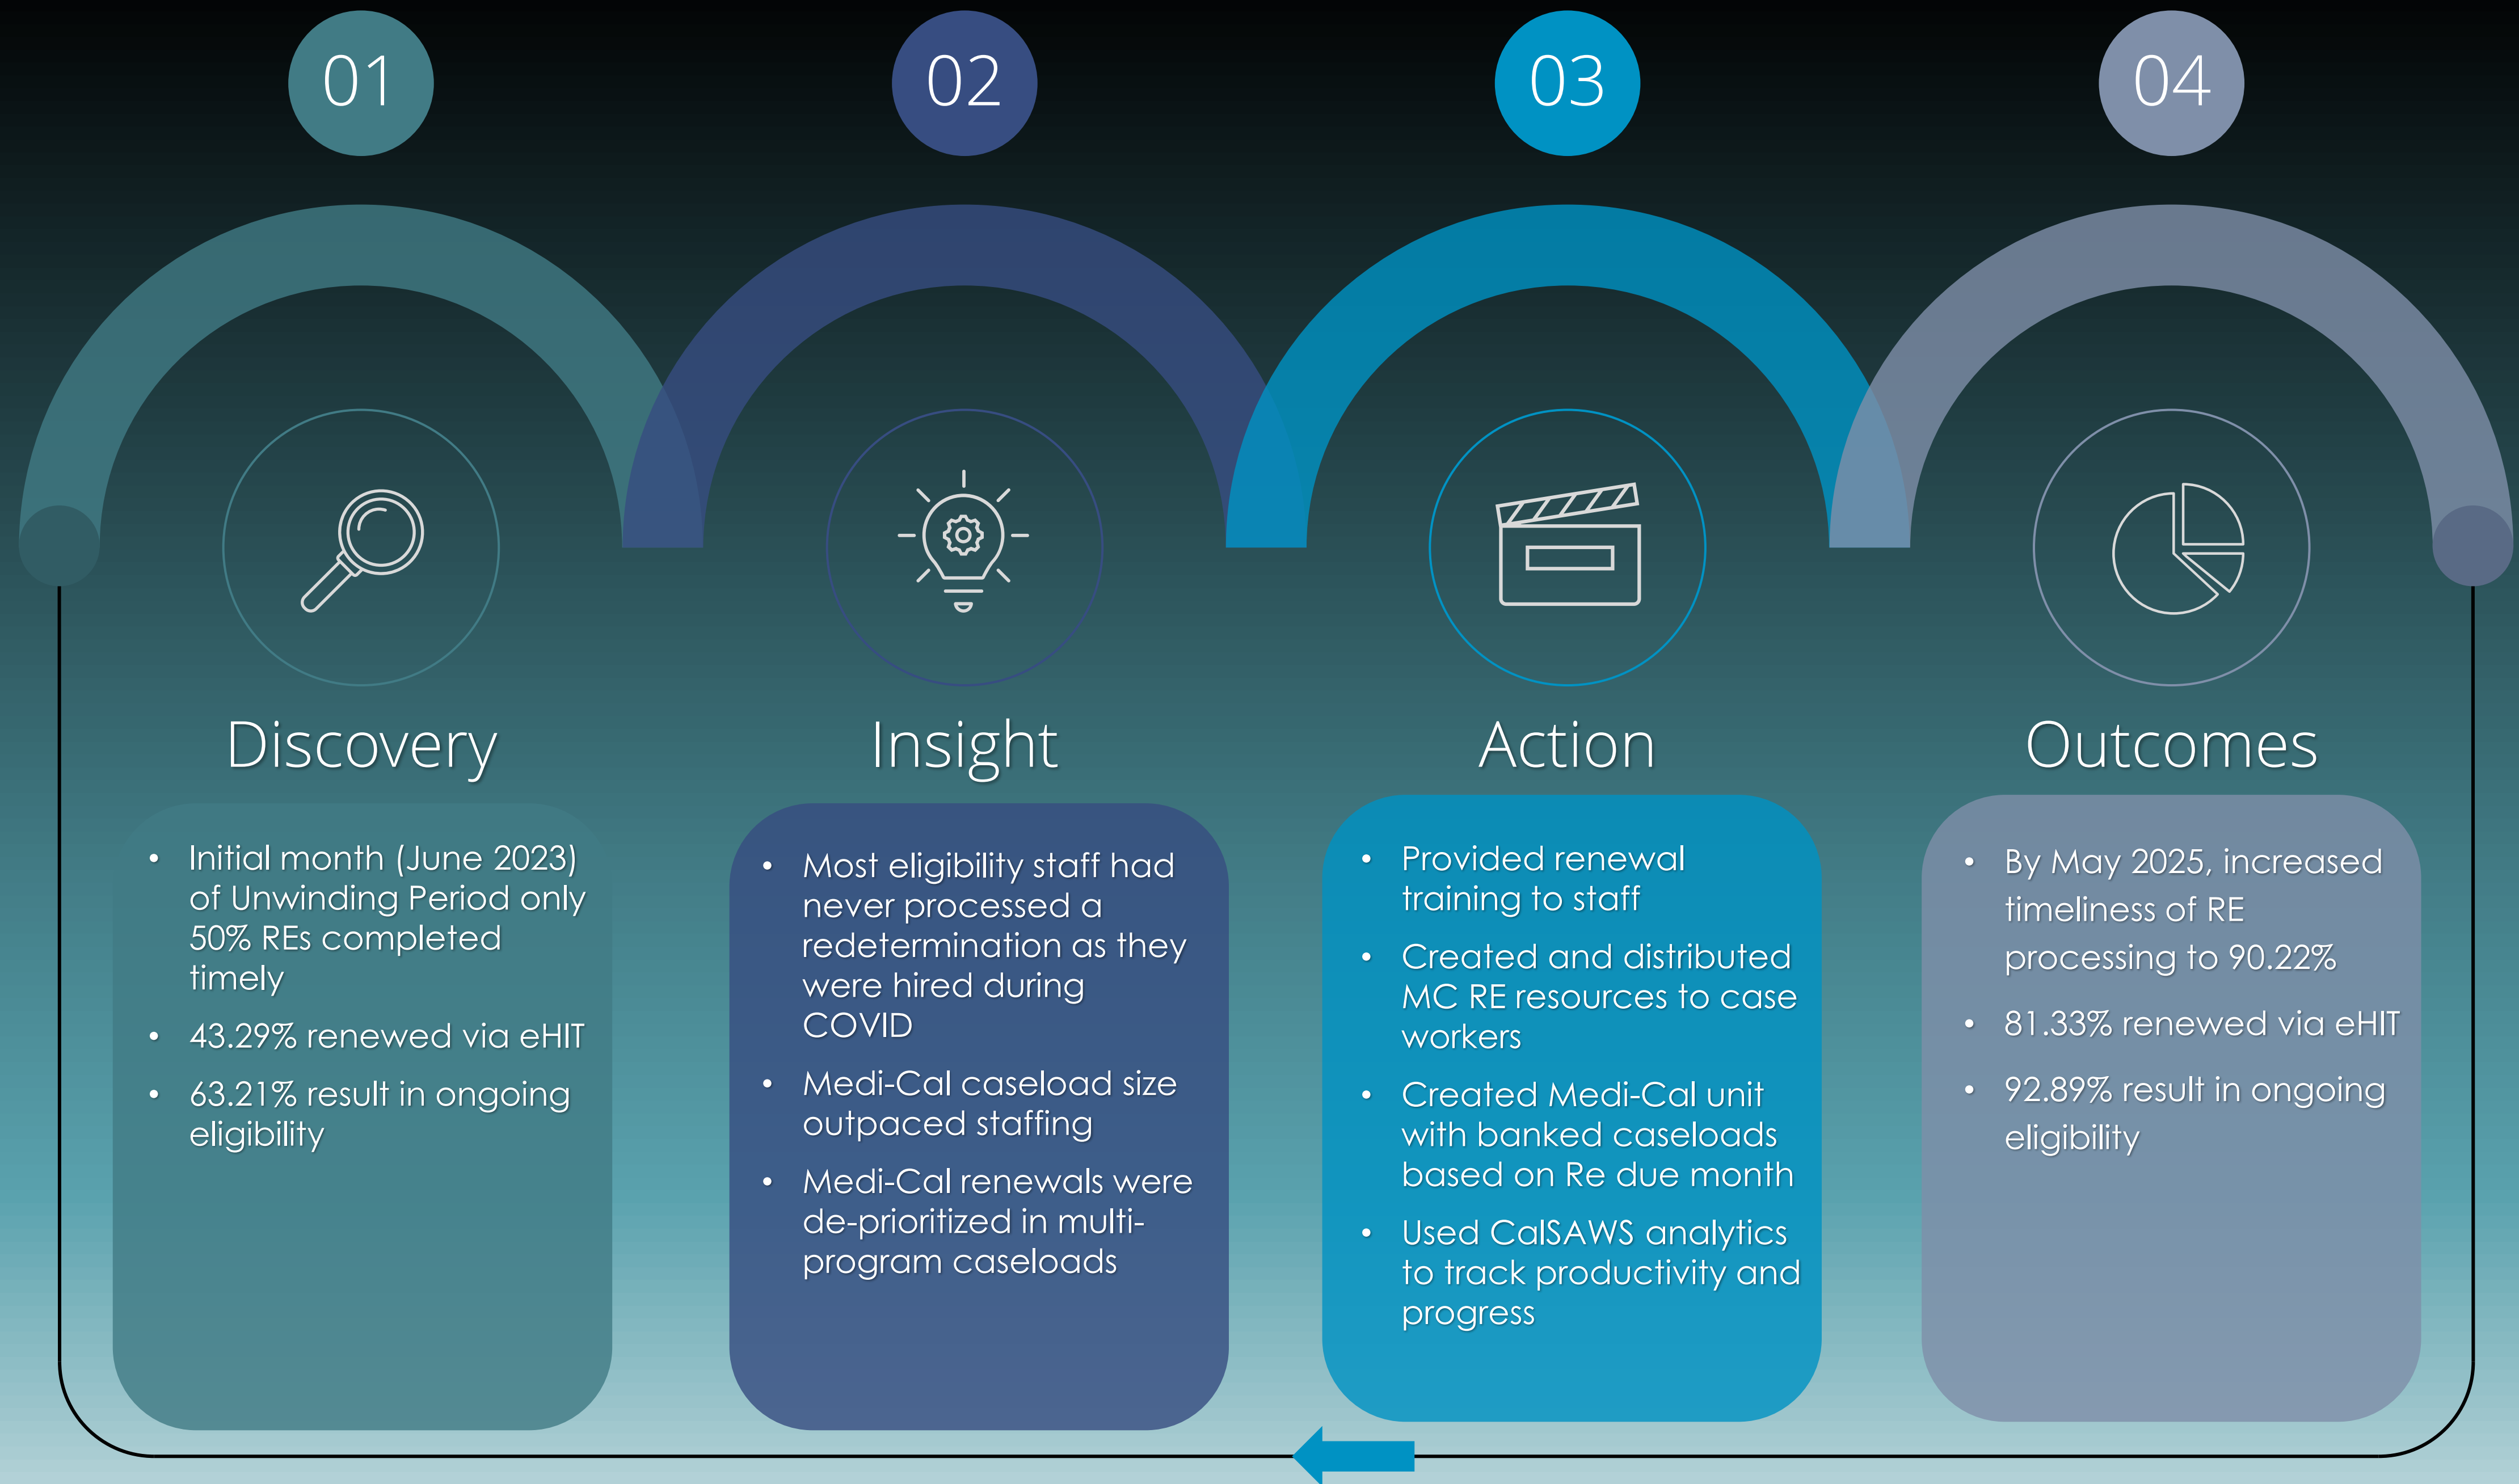 01
02
03
04
Discovery
• Initial month (June 2023)
of Unwinding Period only
50% REs completed
timely
• 43.29% renewed via eHIT
• 63.21% result in ongoing
eligibility
Insight
• Most eligibility staff had
never processed a
redetermination as they
were hired during
COVID
• Medi-Cal caseload size
outpaced staffing
• Medi-Cal renewals were
de-prioritized in multi-
program caseloads
Action
• Provided renewal
training to staff
• Created and distributed
MC RE resources to case
workers
• Created Medi-Cal unit
with banked caseloads
based on Re due month
• Used CalSAWS analytics
to track productivity and
progress
Outcomes
• By May 2025, increased
timeliness of RE
processing to 90.22%
• 81.33% renewed via eHIT
• 92.89% result in ongoing
eligibility